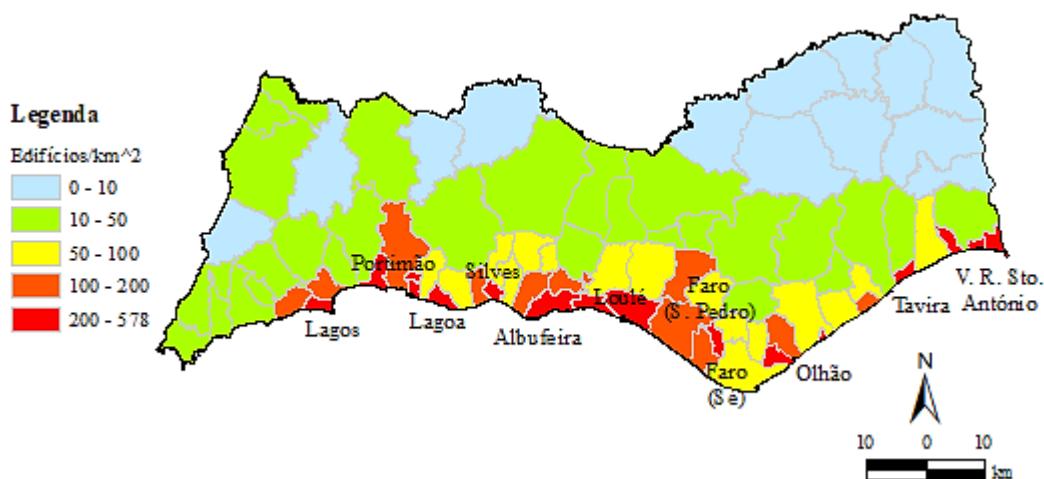 Legenda
Edifícios/km^2
0 - 10
10 - 50
50 - 100
100 - 200
200 - 578
Portimão
Silves
Lagos
Lagoa
Albufeira
Loulé
Faro
(S. Pedro)
Faro
(Sé)
Olhão
Tavira
V. R. Sto.
António
N
10 0 10
km